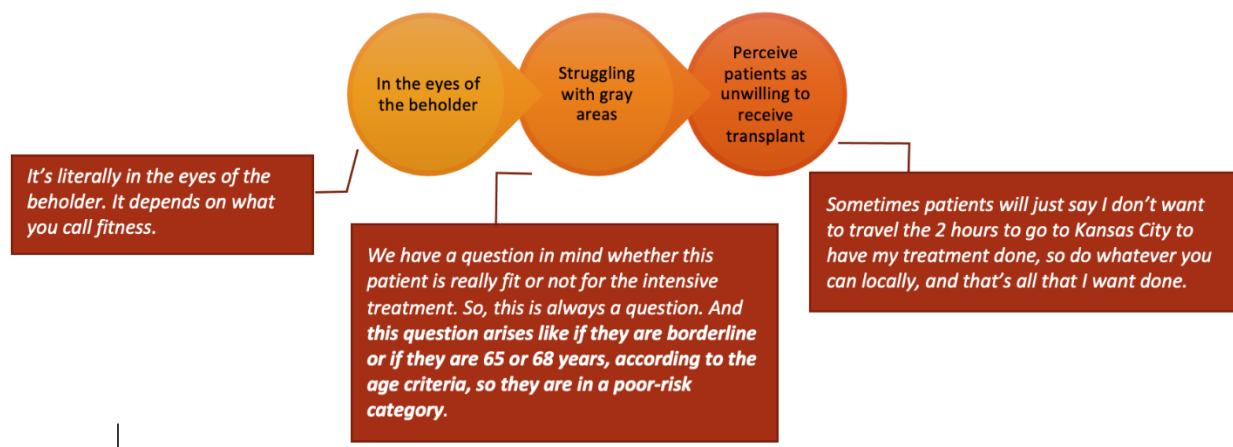 In the eyes of
the beholder
Struggling
with gray
areas
Perceive
patients as
unwilling to
receive
transplant
It’s literally in the eyes of the
beholder. It depends on what
you call fitness.
We have a question in mind whether this
patient is really fit or not for the intensive
treatment. So, this is always a question. And
this question arises like if they are borderline
or if they are 65 or 68 years, according to the
age criteria, so they are in a poor-risk
category.
Sometimes patients will just say I don’t want
to travel the 2 hours to go to Kansas City to
have my treatment done, so do whatever you
can locally, and that’s all that I want done.